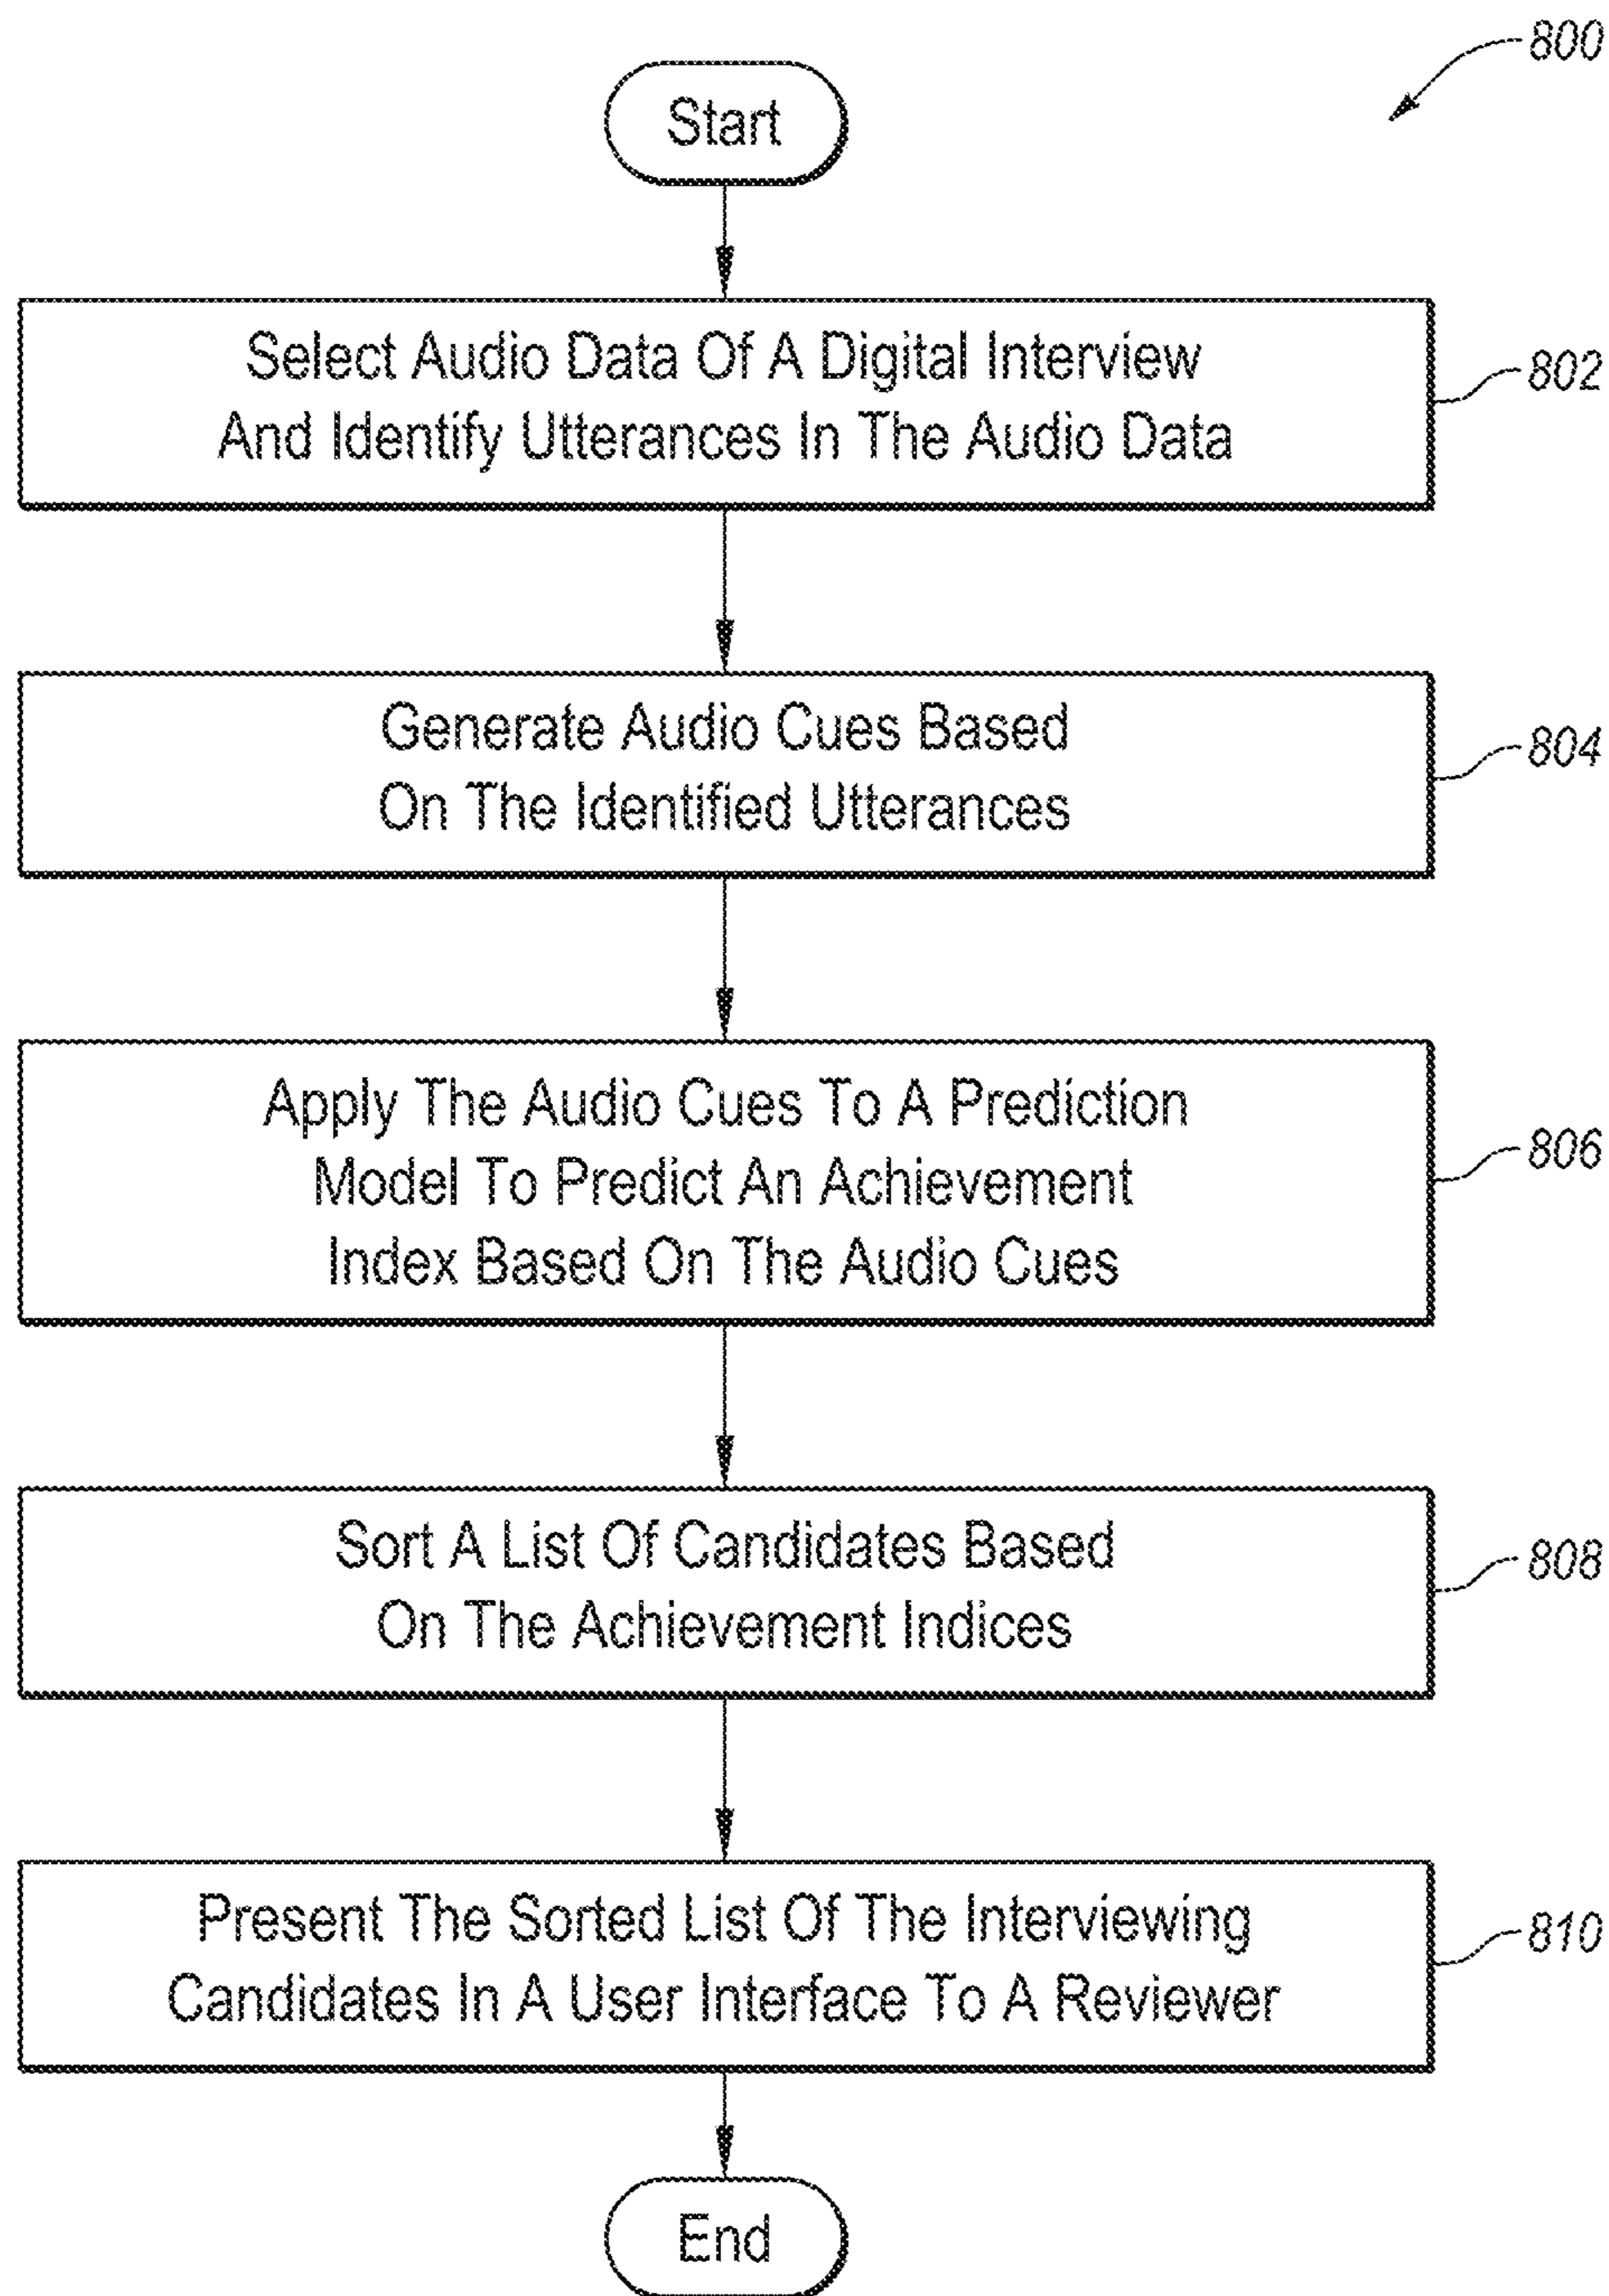 800
Start
Select Audio Data Of A Digital Interview
And Identify Utterances In The Audio Data
802
Generate Audio Cues Based
On The Identified Utterances
804
Apply The Audio Cues To A Prediction
Model To Predict An Achievement
Index Based On The Audio Cues
806
Sort A List Of Candidates Based
On The Achievement Indices
808
Present The Sorted List Of The Interviewing
Candidates In A User Interface To A Reviewer
810
End